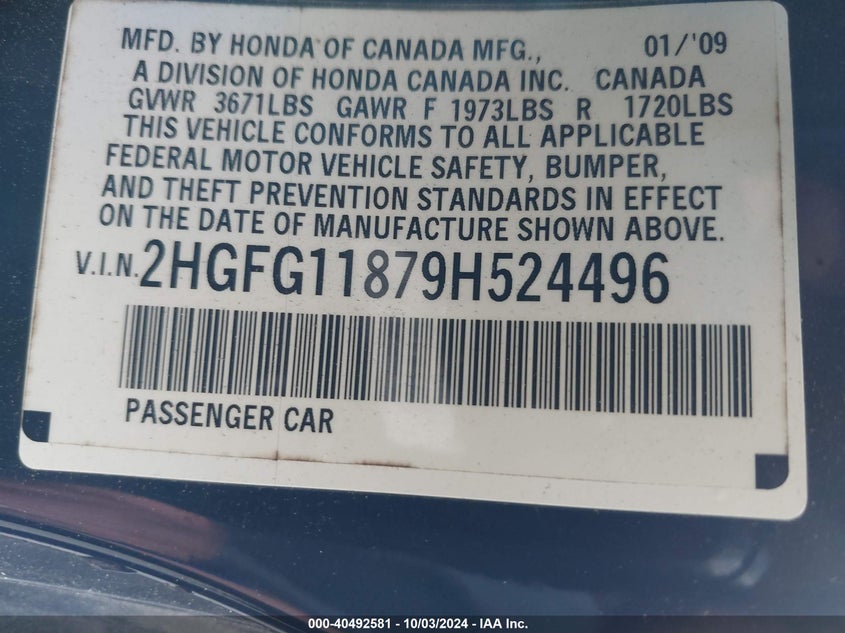 MFD. BY HONDA OF CANADA MFG., 01/'09
A DIVISION OF HONDA CANADA INC. CANADA
GVWR 3671LBS GAWR F 1973LBS R 1720LBS
THIS VEHICLE CONFORMS TO ALL APPLICABLE
FEDERAL MOTOR VEHICLE SAFETY, BUMPER,
AND THEFT PREVENTION STANDARDS IN EFFECT
ON THE DATE OF MANUFACTURE SHOWN ABOVE.
V.I.N. 2HGFG11879H524496
PASSENGER CAR
000-40492581 - 10/03/2024 - IAA Inc.